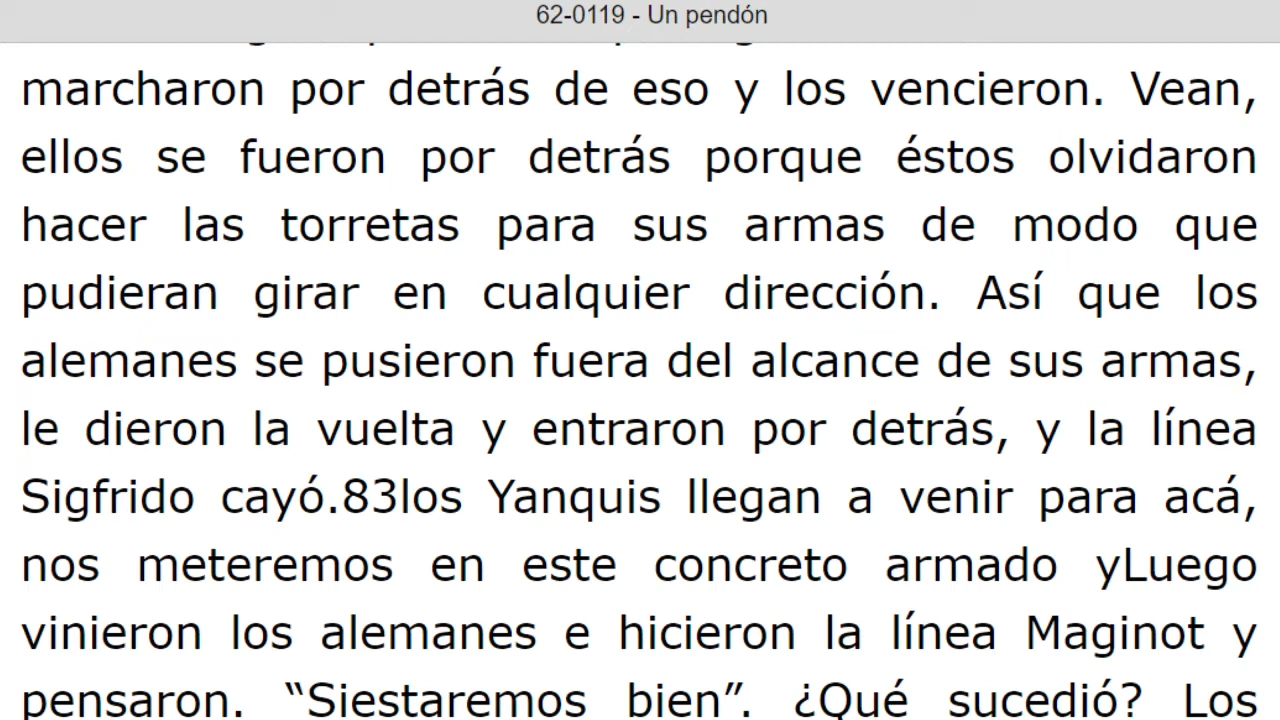 62-0119 - Un pendón
marcharon por detrás de eso y los vencieron. Vean,
ellos se fueron por detrás porque éstos olvidaron
hacer las torretas para sus armas de modo que
pudieran girar en cualquier dirección. Así que los
alemanes se pusieron fuera del alcance de sus armas,
le dieron la vuelta y entraron por detrás, y la línea
Sigfrido cayó.83los Yanquis llegan a venir para acá,
nos meteremos en este concreto armado yLuego
vinieron los alemanes e hicieron la línea Maginot y
pensaron. “Siestaremos bien”. ¿Qué sucedió? Los